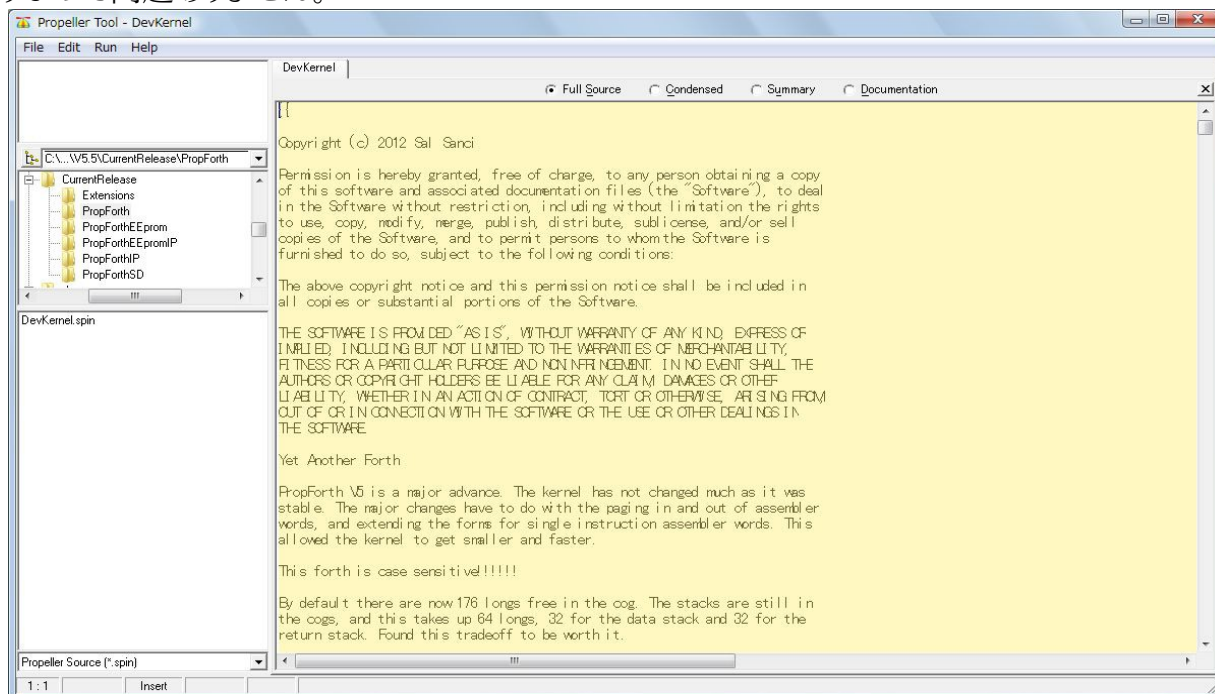 問題ありません。
Propeller Tool - DevKernel
File Edit Run Help
DevKernel
Full Source Condensed Summary Documentation
C:\...\V5.5\CurrentRelease\PropForth
CurrentRelease
Extensions
PropForth
PropForthEEprom
PropForthEEpromIP
PropForthIP
PropForthSD
DevKernel.spin
{{
Copyright (c) 2012 Sal Sanci
Permission is hereby granted, free of charge, to any person obtaining a copy
of this software and associated documentation files (the "Software"), to deal
in the Software without restriction, including without limitation the rights
to use, copy, modify, merge, publish, distribute, sublicense, and/or sell
copies of the Software, and to permit persons to whom the Software is
furnished to do so, subject to the following conditions:
The above copyright notice and this permission notice shall be included in
all copies or substantial portions of the Software.
THE SOFTWARE IS PROVIDED "AS IS", WITHOUT WARRANTY OF ANY KIND, EXPRESS OR
IMPLIED, INCLUDING BUT NOT LIMITED TO THE WARRANTIES OF MERCHANTABILITY,
FITNESS FOR A PARTICULAR PURPOSE AND NONINFRINGEMENT. IN NO EVENT SHALL THE
AUTHORS OR COPYRIGHT HOLDERS BE LIABLE FOR ANY CLAIM, DAMAGES OR OTHER
LIABILITY, WHETHER IN AN ACTION OF CONTRACT, TORT OR OTHERWISE, ARISING FROM,
OUT OF OR IN CONNECTION WITH THE SOFTWARE OR THE USE OR OTHER DEALINGS IN
THE SOFTWARE.
Yet Another Forth
PropForth V5 is a major advance. The kernel has not changed much as it was
stable. The major changes have to do with the paging in and out of assembler
words, and extending the forms for single instruction assembler words. This
allowed the kernel to get smaller and faster.
This forth is case sensitive!!!!!!
By default there are now 176 longs free in the cog. The stacks are still in
the cogs, and this takes up 64 longs, 32 for the data stack and 32 for the
return stack. Found this tradeoff to be worth it.
Propeller Source (*.spin)
1 : 1 Insert